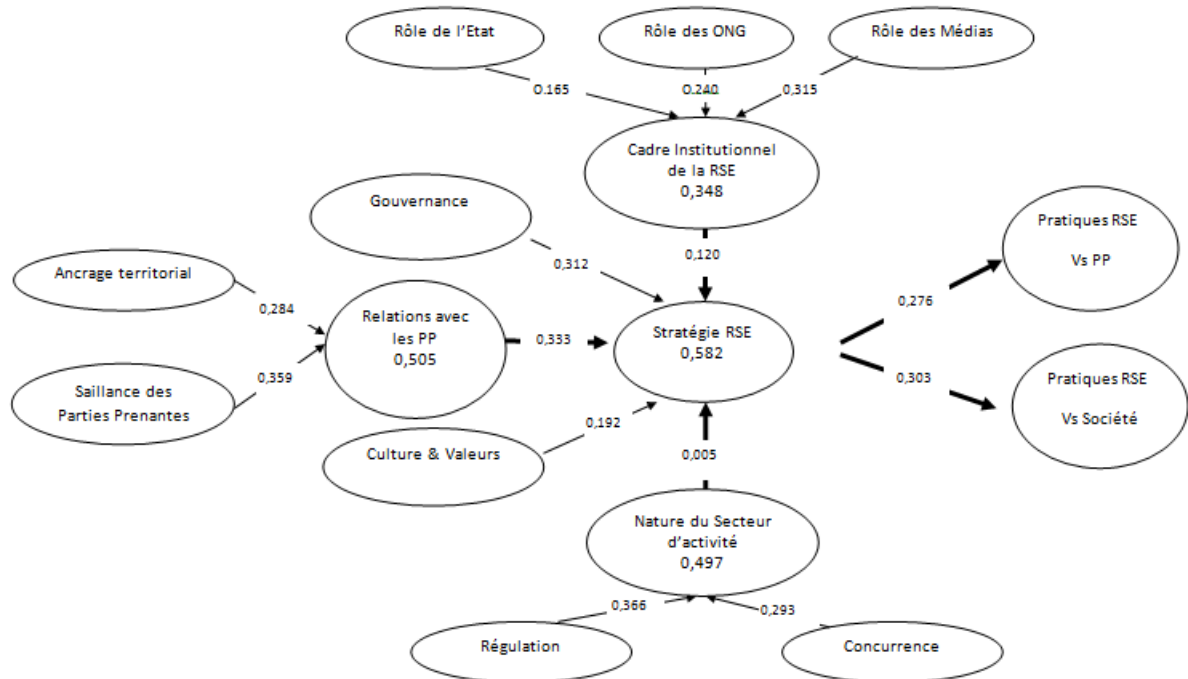 Rôle de l'Etat
Rôle des ONG
Rôle des Médias
0.165
0.240
0,315
Cadre Institutionnel
de la RSE
0,348
Gouvernance
0,312
0,120
Pratiques RSE
Vs PP
Ancrage territorial
0,284
Relations avec
les PP
0,505
0,333
Stratégie RSE
0,582
0,276
0,303
Saillance des
Parties Prenantes
0,359
Pratiques RSE
Vs Société
Culture & Valeurs
0,192
0,005
Nature du Secteur
d'activité
0,497
0,366
0,293
Régulation
Concurrence